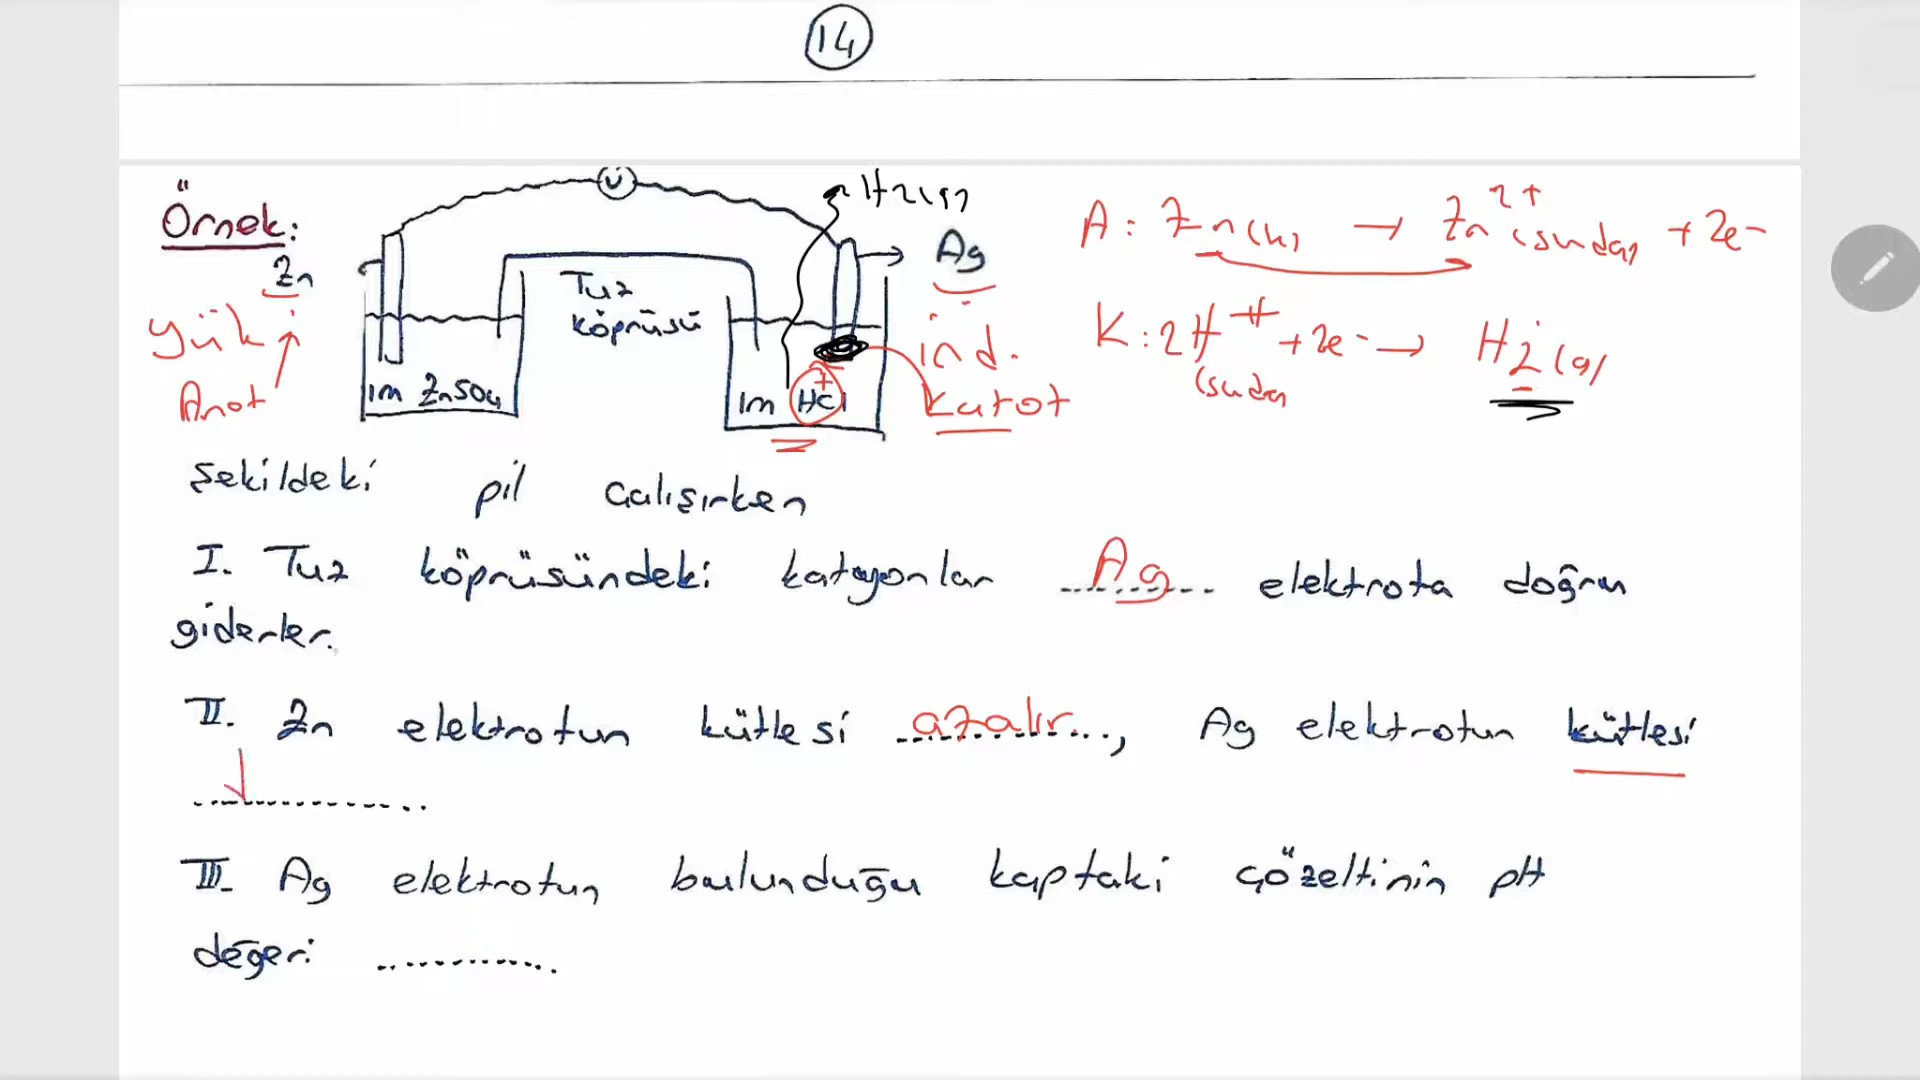 14
Örnek:
Zn
Ü
H2(g)
Ag
Tuz
köprüsü
yük
Anot
ind.
Katot
1M ZnSO4
1M HCl
+
A: Zn(k) → Zn2+(suda) + 2e-
K: 2H+ + 2e- → H2(g)
(suda
Şekildeki pil çalışırken
I. Tuz köprüsündeki katyonlar ...Ag... elektrota doğru
giderler.
II. Zn elektrotun kütlesi ..azalır..., Ag elektrotun kütlesi
................
III. Ag elektrotun bulunduğu kaptaki çözeltinin pH
değeri .............